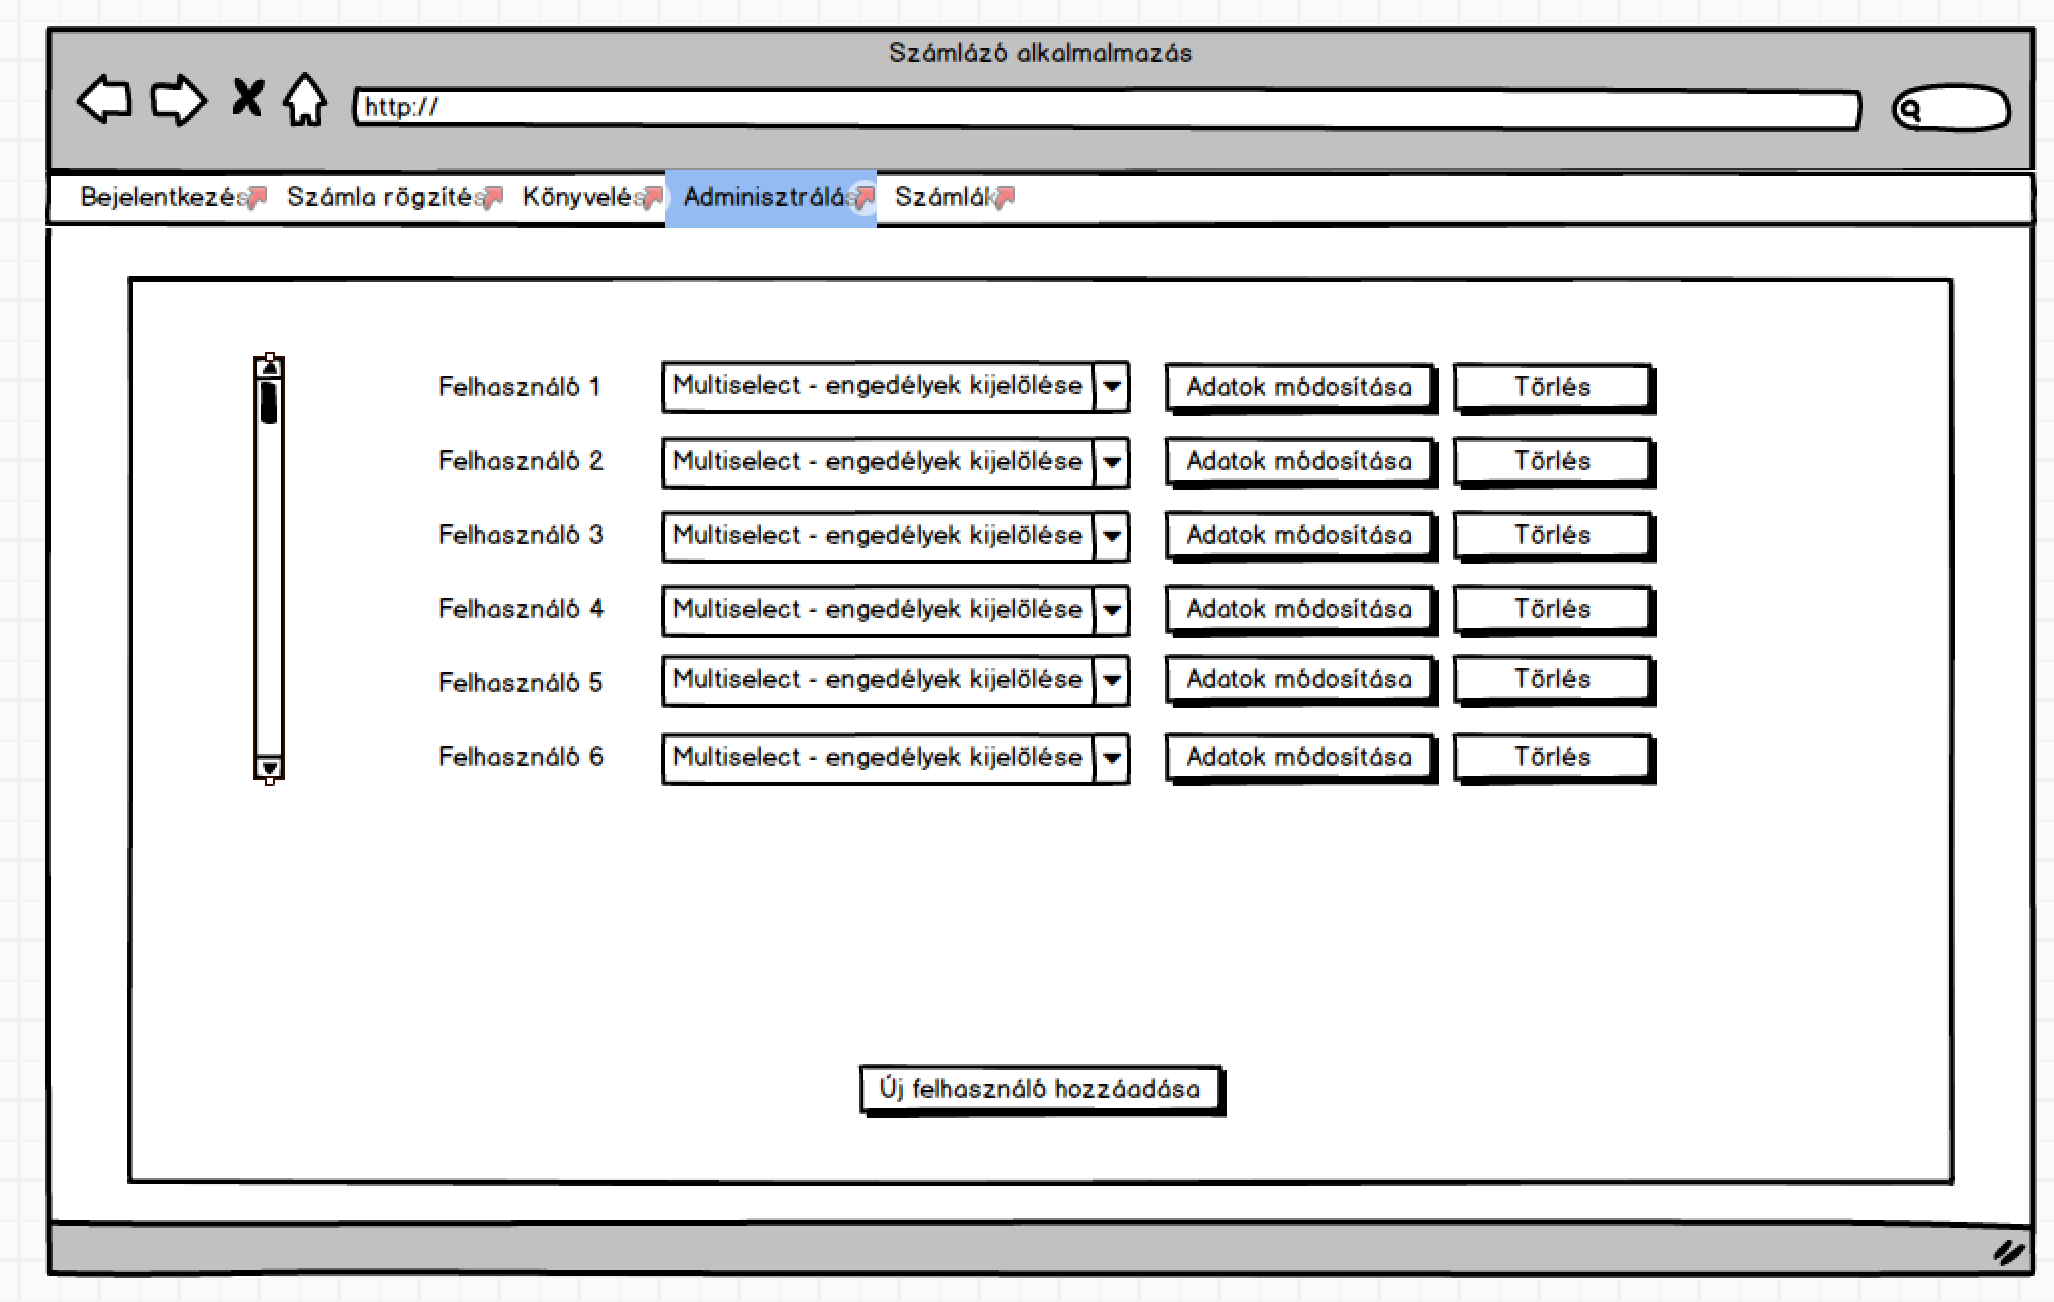 Számlázó alkalmalmazás
http://
Bejelentkezés Számla rögzítés Könyvelés Adminisztrálás Számlák
Felhasználó 1 Multiselect - engedélyek kijelölése Adatok módosítása Törlés
Felhasználó 2 Multiselect - engedélyek kijelölése Adatok módosítása Törlés
Felhasználó 3 Multiselect - engedélyek kijelölése Adatok módosítása Törlés
Felhasználó 4 Multiselect - engedélyek kijelölése Adatok módosítása Törlés
Felhasználó 5 Multiselect - engedélyek kijelölése Adatok módosítása Törlés
Felhasználó 6 Multiselect - engedélyek kijelölése Adatok módosítása Törlés
Új felhasználó hozzáadása